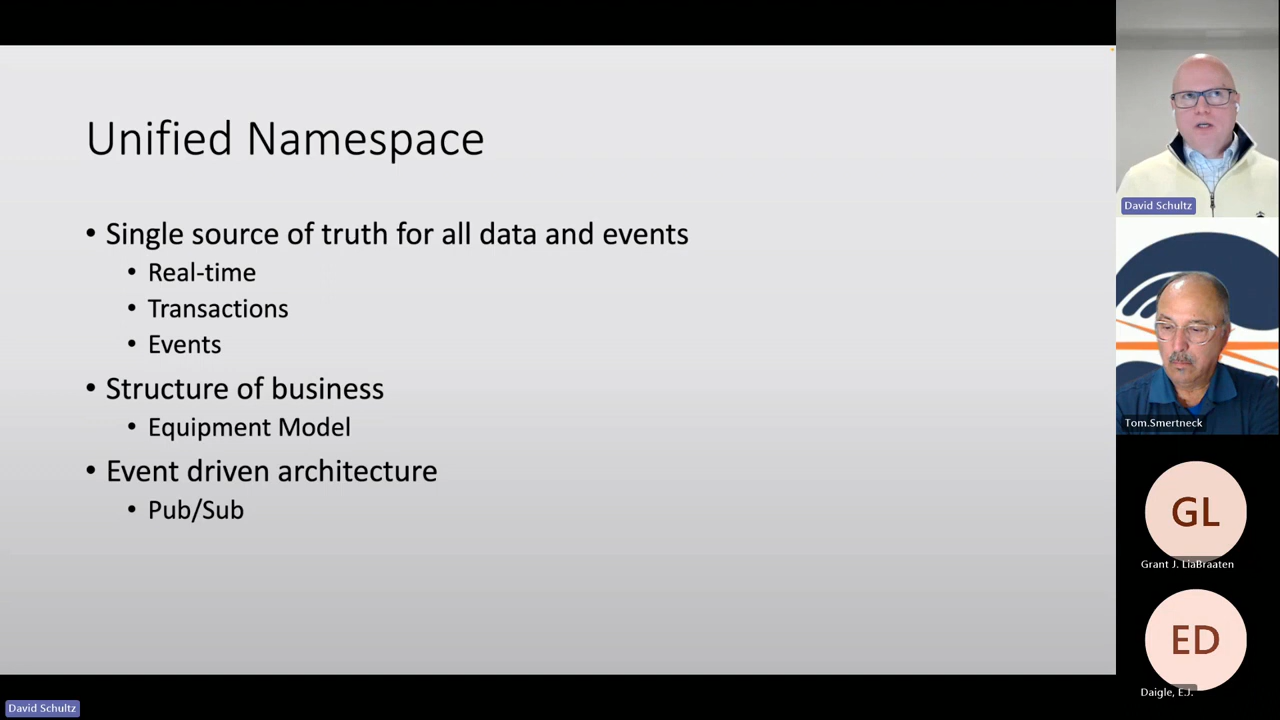 Unified Namespace
• Single source of truth for all data and events
• Real-time
• Transactions
• Events
• Structure of business
• Equipment Model
• Event driven architecture
• Pub/Sub
David Schultz
Tom.Smertneck
GL
Grant J. LiaBraaten
ED
Daigle, E.J.
David Schultz